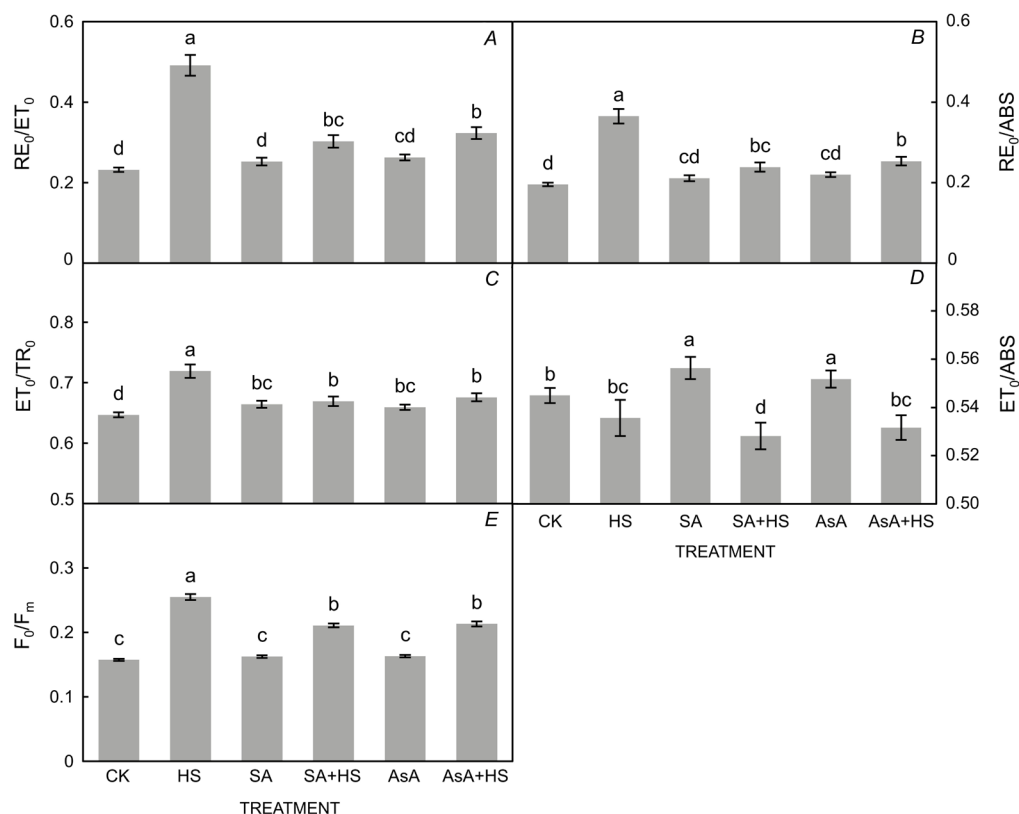 0.6
A
a
0.4
RE₀/ET₀
b
bc
d
d
cd
0.2
0
B
0.6
a
0.4
RE₀/ABS
b
bc
d
cd
cd
0.2
0
C
0.8
a
ET₀/TR₀
0.7
d
bc
b
bc
b
0.6
0.5
D
0.58
a
a
0.56
ET₀/ABS
b
bc
d
bc
0.54
0.52
0.50
CK HS SA SA+HS AsA AsA+HS
TREATMENT
E
0.3
a
F₀/Fₘ
b
b
0.2
c
c
c
0.1
0
CK HS SA SA+HS AsA AsA+HS
TREATMENT